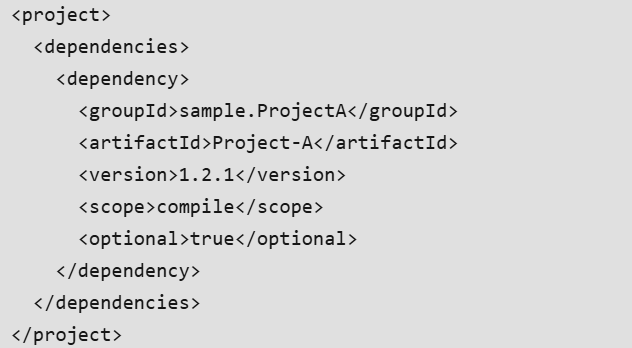 <project>
  <dependencies>
    <dependency>
      <groupId>sample.ProjectA</groupId>
      <artifactId>Project-A</artifactId>
      <version>1.2.1</version>
      <scope>compile</scope>
      <optional>true</optional>
    </dependency>
  </dependencies>
</project>